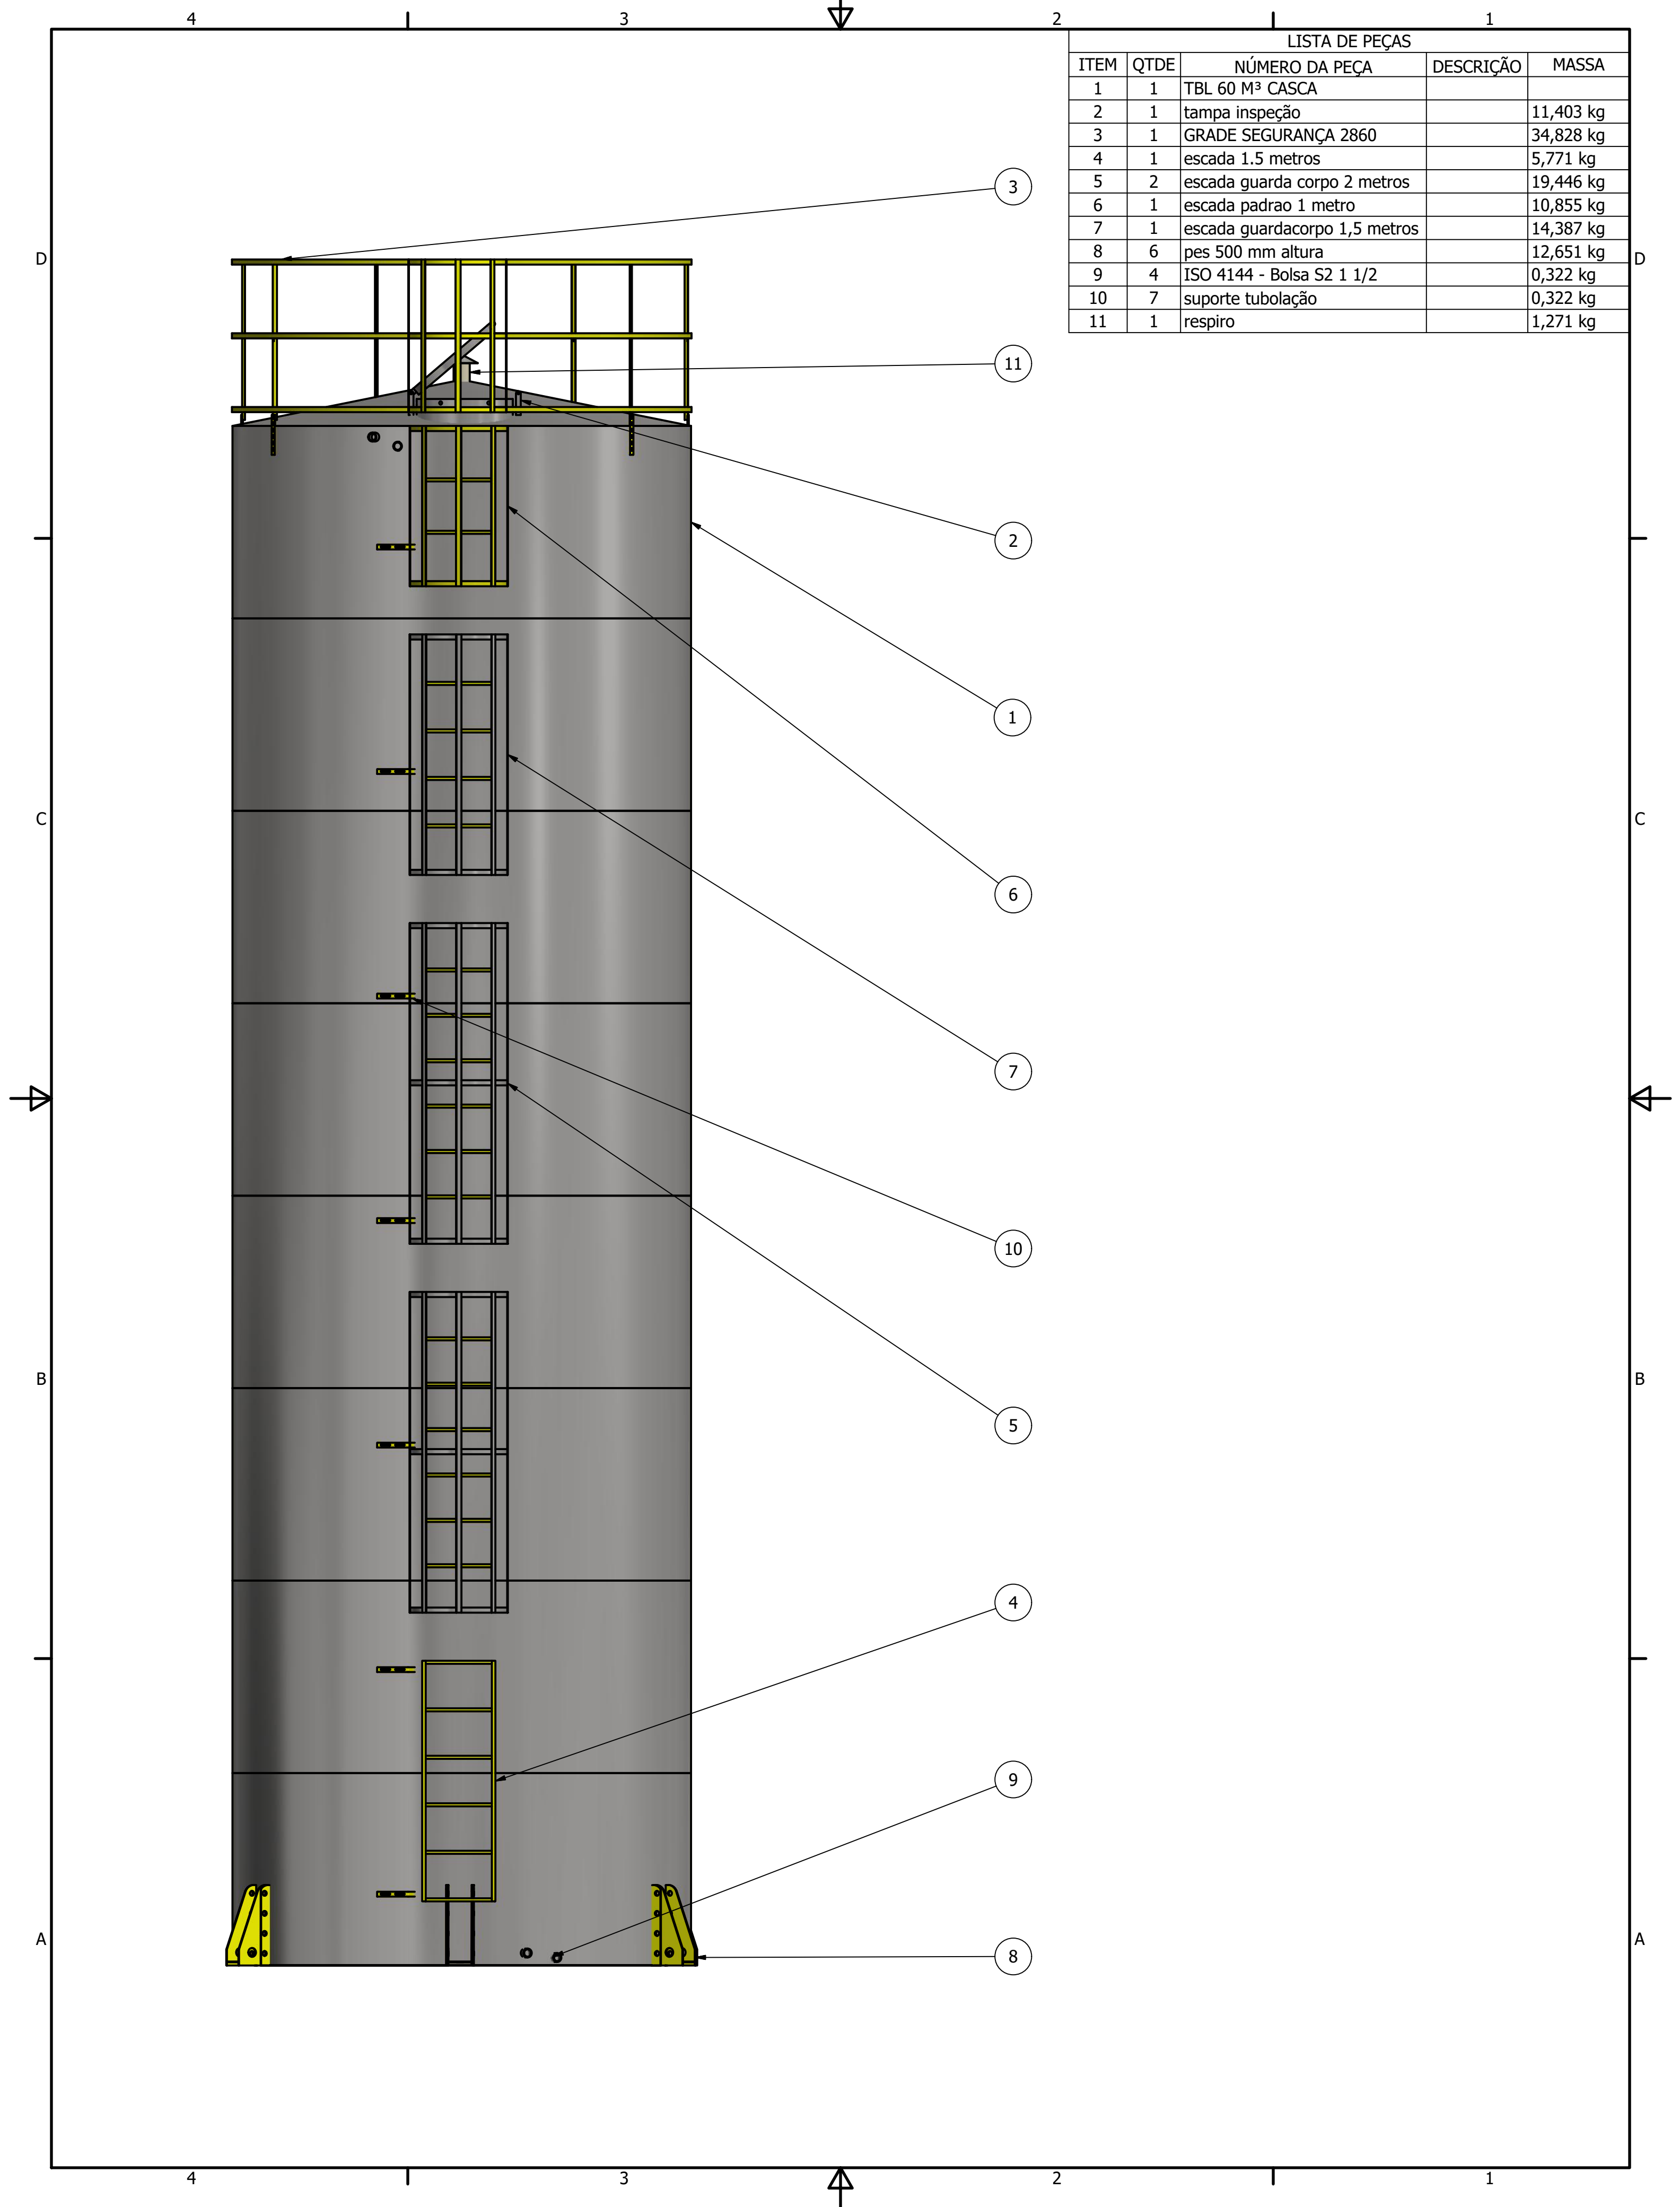 4 3 2 1
LISTA DE PEÇAS
ITEM QTDE NÚMERO DA PEÇA DESCRIÇÃO MASSA
1 1 TBL 60 M³ CASCA
2 1 tampa inspeção 11,403 kg
3 1 GRADE SEGURANÇA 2860 34,828 kg
4 1 escada 1.5 metros 5,771 kg
5 2 escada guarda corpo 2 metros 19,446 kg
6 1 escada padrao 1 metro 10,855 kg
7 1 escada guardacorpo 1,5 metros 14,387 kg
8 6 pes 500 mm altura 12,651 kg
9 4 ISO 4144 - Bolsa S2 1 1/2 0,322 kg
10 7 suporte tubolação 0,322 kg
11 1 respiro 1,271 kg
3
D D
11
2
1
C C
6
7
10
B B
5
4
9
A A
8
4 3 2 1